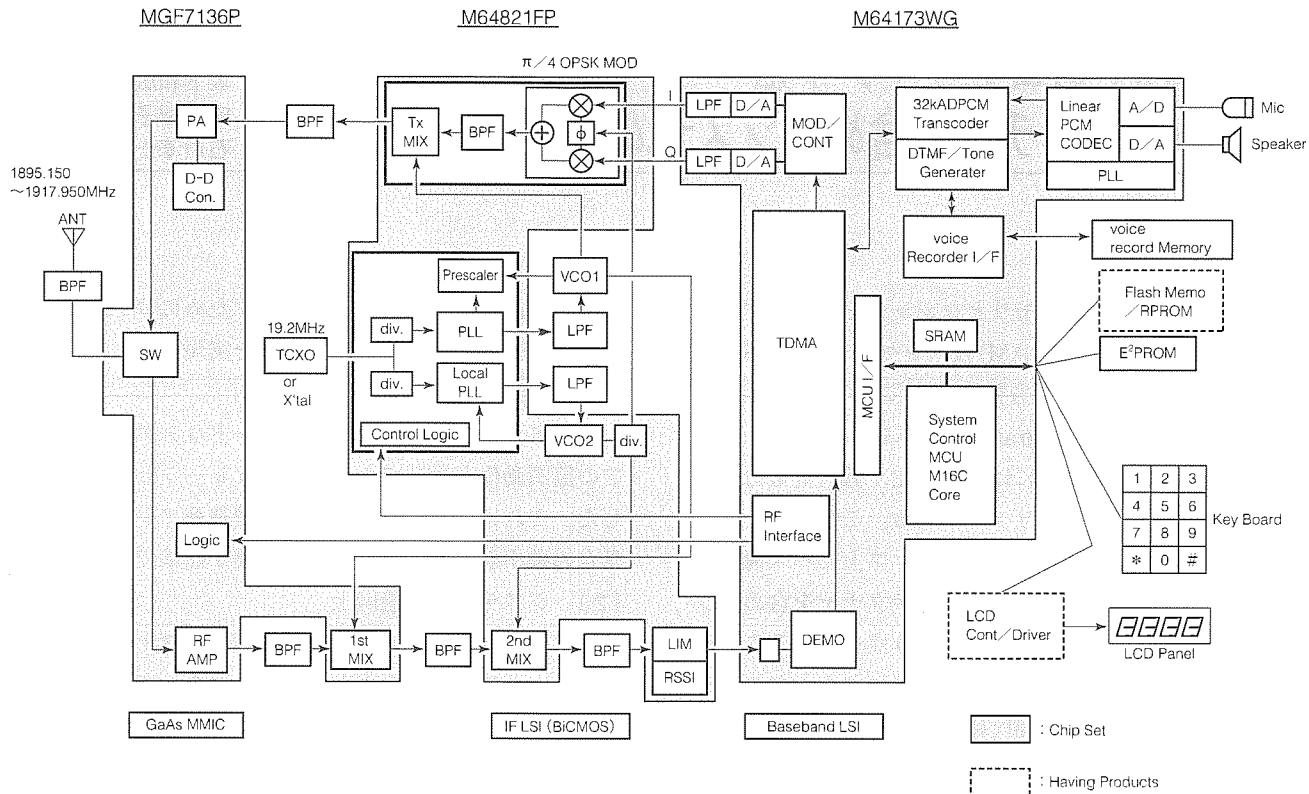 MGF7136P
M64821FP
M64173WG
π/4 OPSK MOD
PA
D-D
Con.
1895.150
～1917.950MHz
ANT
BPF
SW
BPF
Tx
MIX
BPF
ϕ
I
Q
LPF
D/A
LPF
D/A
MOD/
CONT
32kADPCM
Transcoder
DTMF/Tone
Generater
Linear
PCM
CODEC
A/D
D/A
PLL
Mic
Speaker
voice
Recorder I/F
voice
record Memory
Flash Memo
/RPROM
E²PROM
19.2MHz
TCXO
or
X'tal
div.
div.
Prescaler
PLL
Local
PLL
Control Logic
VCO1
LPF
LPF
VCO2
div.
TDMA
MCU I/F
SRAM
System
Control
MCU
M16C
Core
1 2 3
4 5 6
7 8 9
* 0 #
Key Board
Logic
RF
Interface
RF
AMP
BPF
1st
MIX
BPF
2nd
MIX
BPF
LIM
RSSI
DEMO
LCD
Cont/Driver
8888
LCD Panel
GaAs MMIC
IF LSI (BiCMOS)
Baseband LSI
: Chip Set
: Having Products